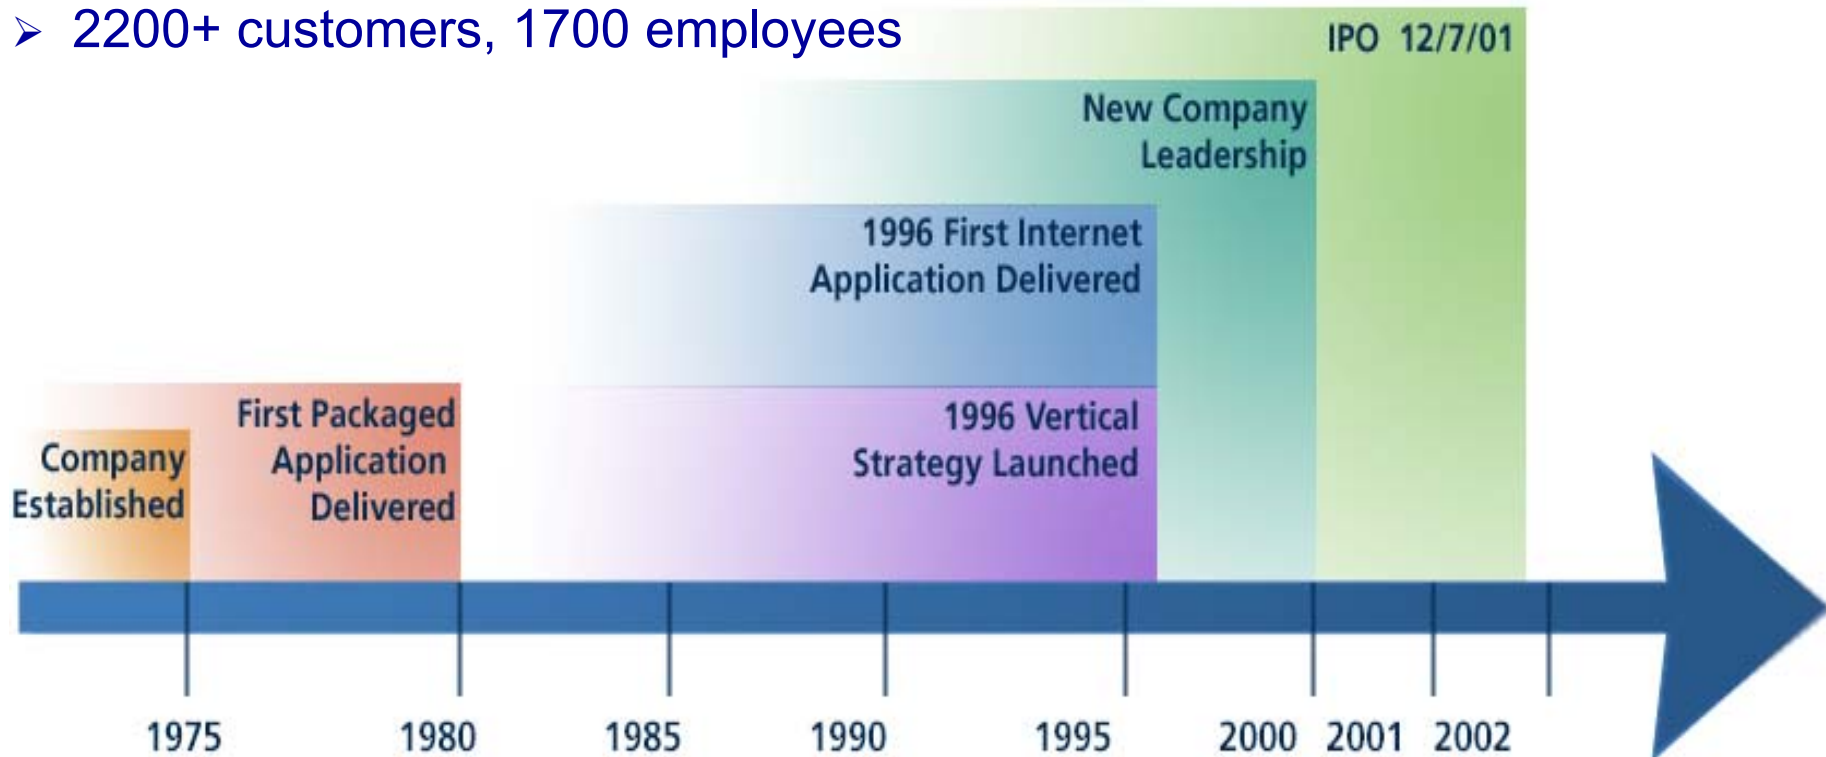 ➢ 2200+ customers, 1700 employees
IPO 12/7/01
New Company
Leadership
1996 First Internet
Application Delivered
1996 Vertical
Strategy Launched
First Packaged
Application
Delivered
Company
Established
1975 1980 1985 1990 1995 2000 2001 2002